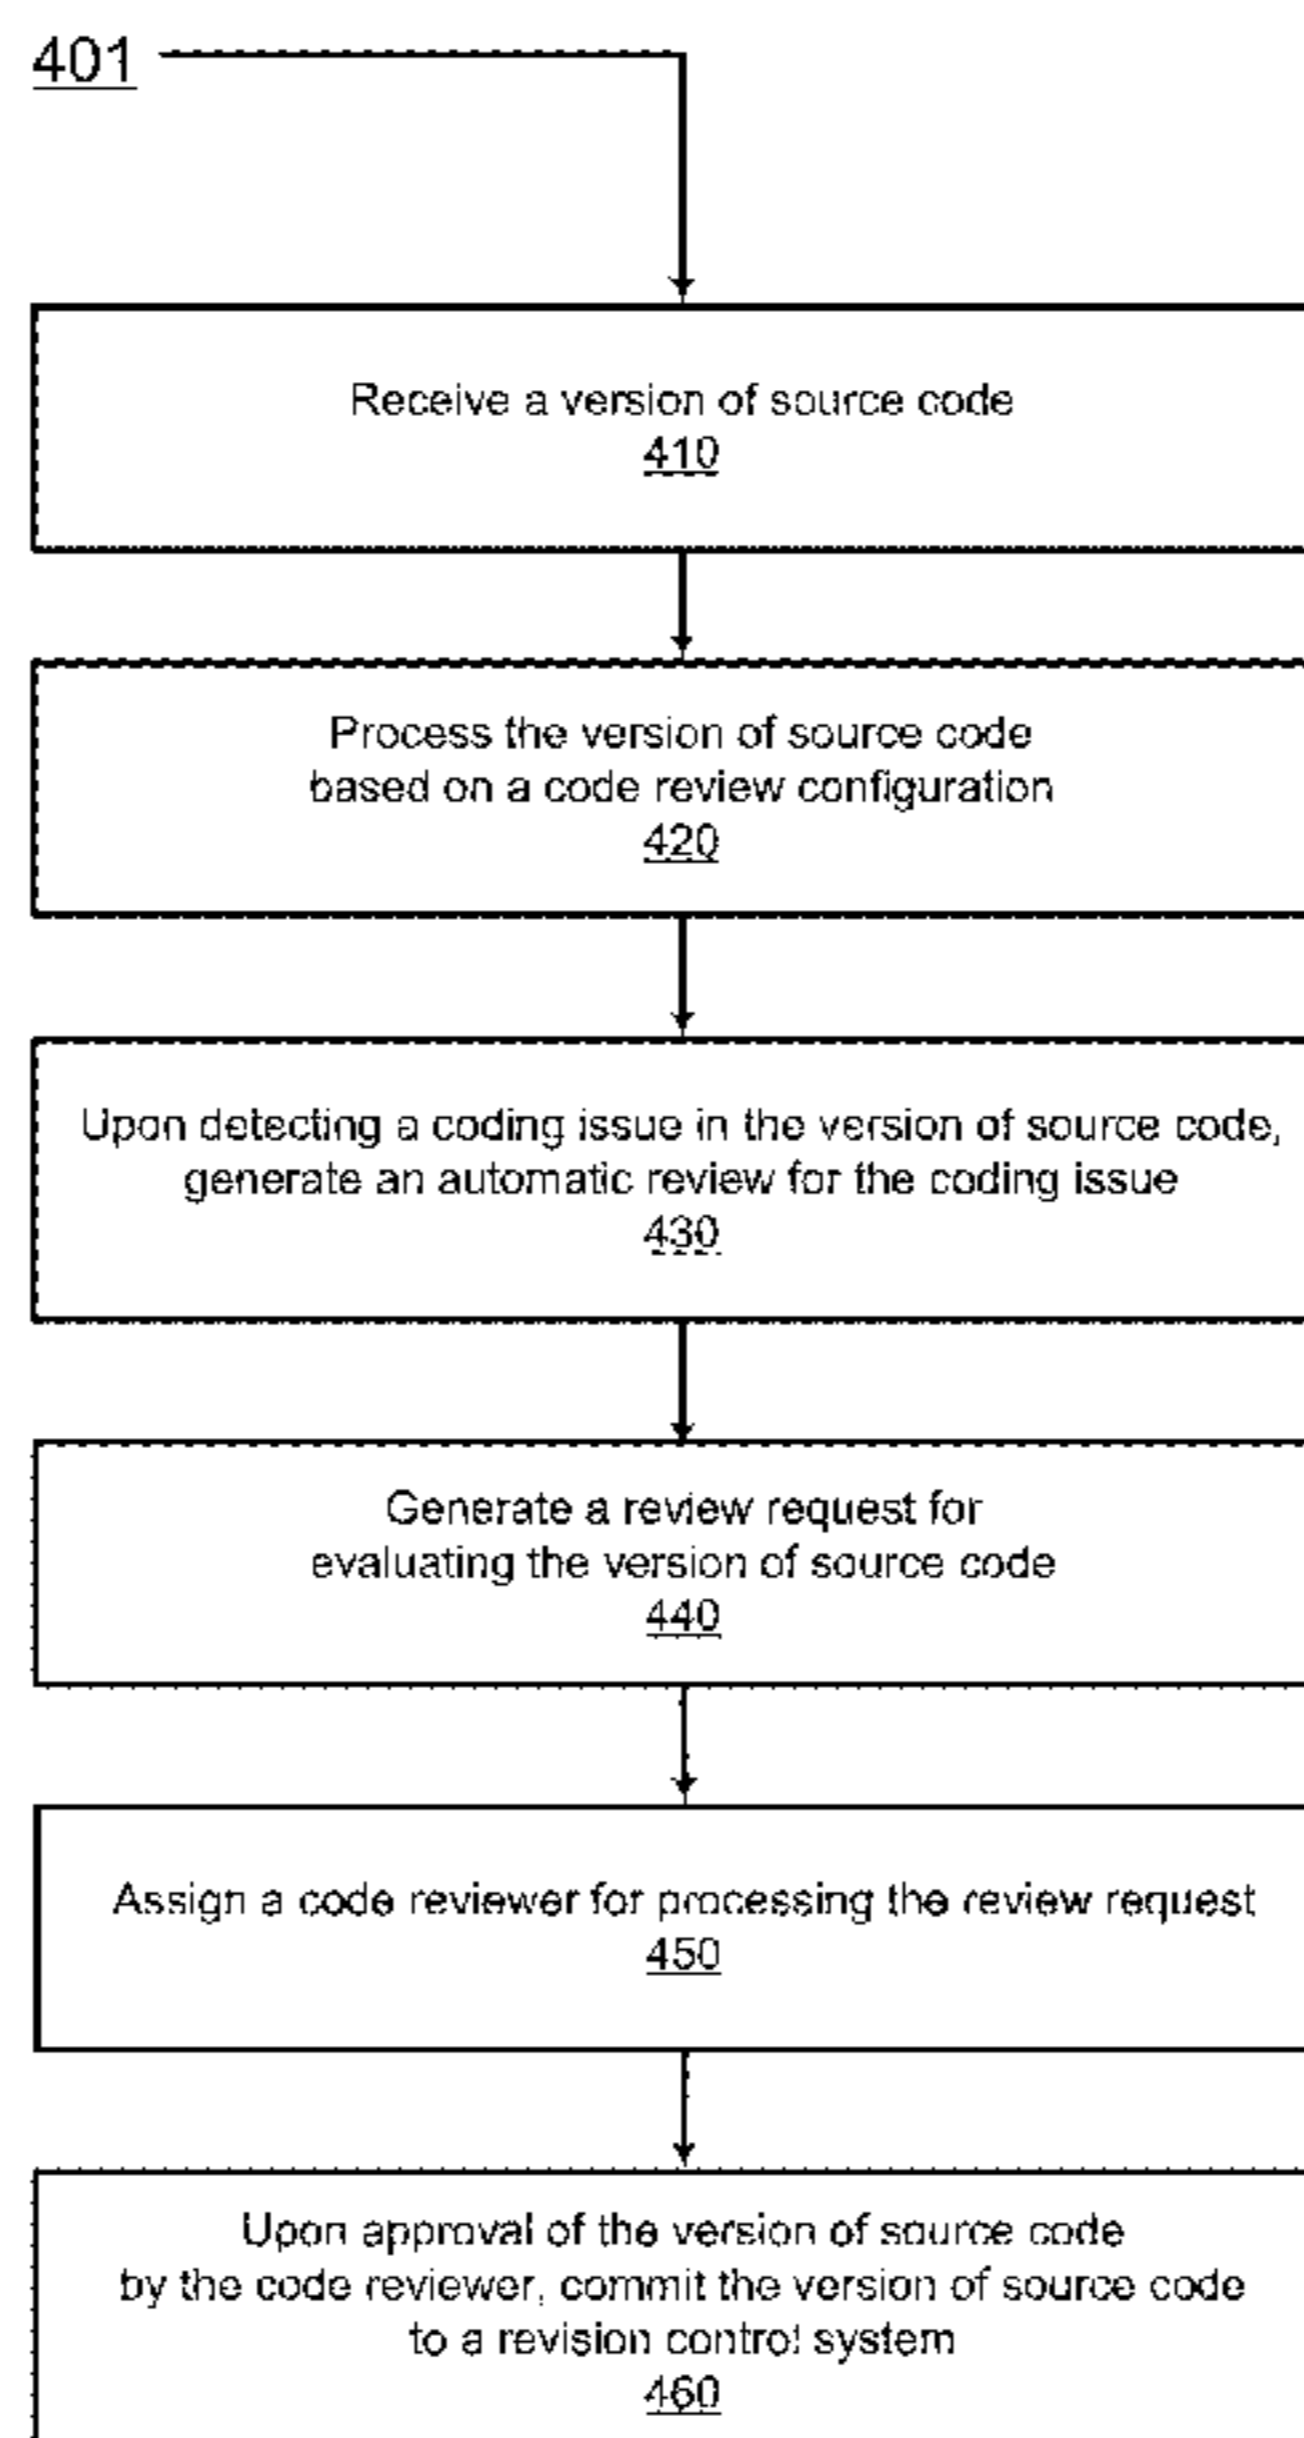 401
Receive a version of source code
410
Process the version of source code
based on a code review configuration
420
Upon detecting a coding issue in the version of source code,
generate an automatic review for the coding issue
430
Generate a review request for
evaluating the version of source code
440
Assign a code reviewer for processing the review request
450
Upon approval of the version of source code
by the code reviewer, commit the version of source code
to a revision control system
460